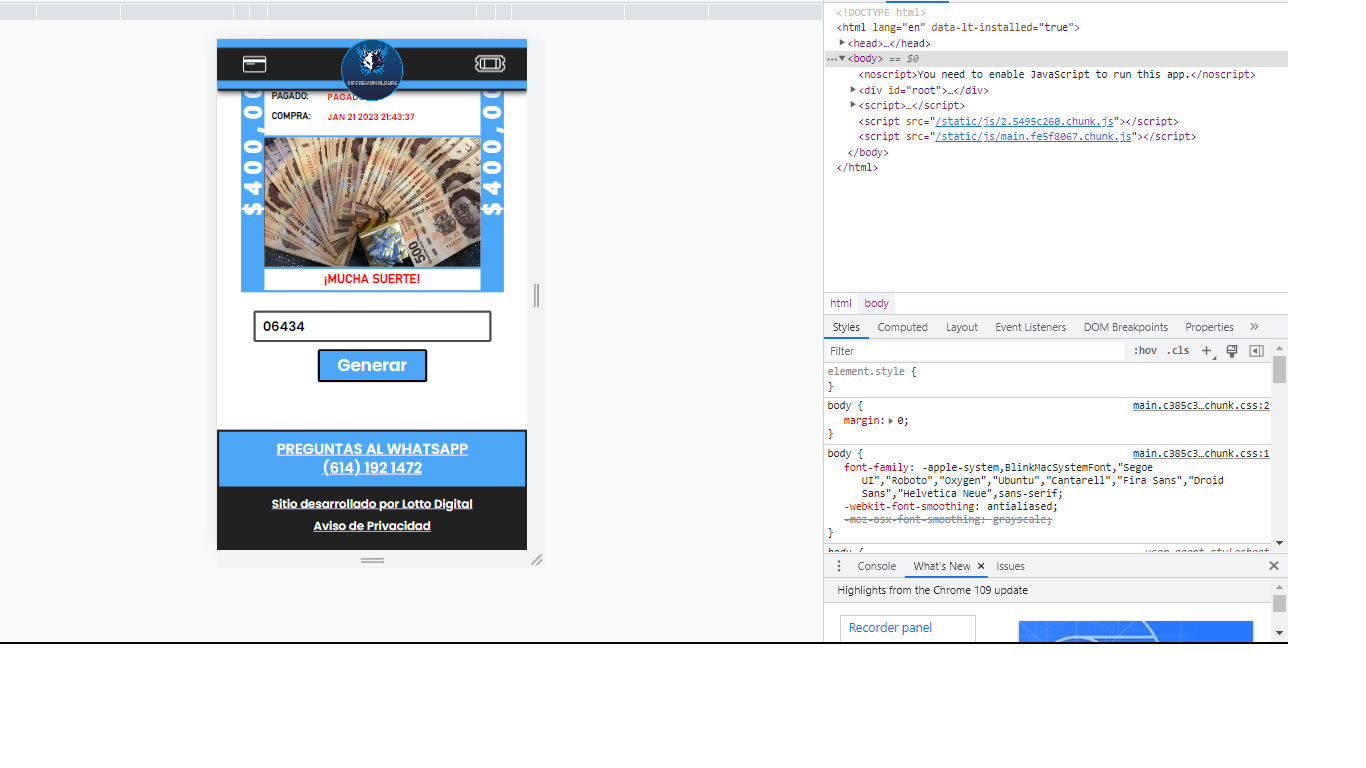 PAGADO: PAGADO
COMPRA: JAN 21 2023 21:43:37
$400,0
$400,0
¡MUCHA SUERTE!
06434
Generar
PREGUNTAS AL WHATSAPP
(614) 192 1472
Sitio desarrollado por Lotto Digital
Aviso de Privacidad
<!DOCTYPE html>
<html lang="en" data-lt-installed="true">
<head>…</head>
<body> == $0
<noscript>You need to enable JavaScript to run this app.</noscript>
<div id="root">…</div>
<script>…</script>
<script src="/static/js/2.5495c260.chunk.js"></script>
<script src="/static/js/main.fe5f8067.chunk.js"></script>
</body>
</html>
html body
Styles Computed Layout Event Listeners DOM Breakpoints Properties »
Filter :hov .cls +
element.style {
}
body { main.c385c3…chunk.css:2
margin: 0;
}
body { main.c385c3…chunk.css:1
font-family: -apple-system,BlinkMacSystemFont,"Segoe
UI","Roboto","Oxygen","Ubuntu","Cantarell","Fira Sans","Droid
Sans","Helvetica Neue",sans-serif;
-webkit-font-smoothing: antialiased;
-moz-osx-font-smoothing: grayscale;
}
body { user agent stylesheet
Console What's New × Issues
Highlights from the Chrome 109 update
Recorder panel